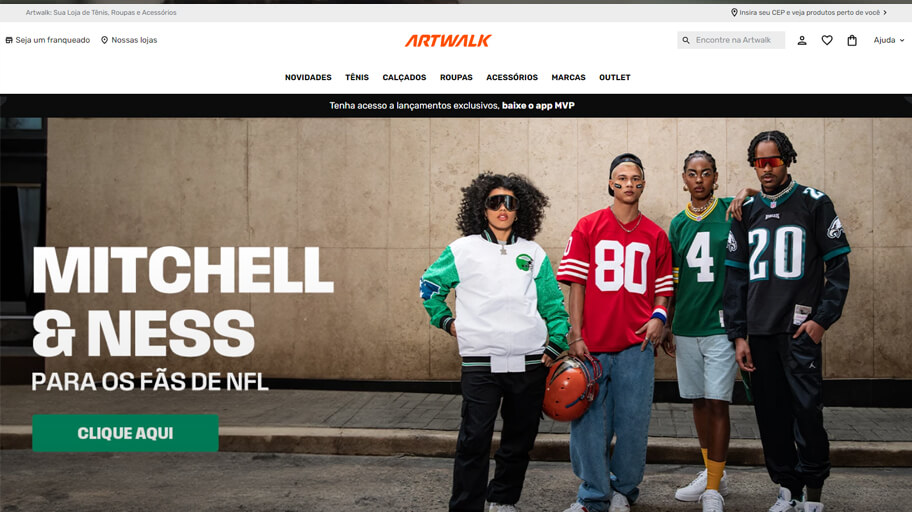 Artwalk: Sua Loja de Tênis, Roupas e Acessórios
Insira seu CEP e veja produtos perto de você
Seja um franqueado
Nossas lojas
ARTWALK
Encontre na Artwalk
Ajuda
NOVIDADES TÊNIS CALÇADOS ROUPAS ACESSÓRIOS MARCAS OUTLET
Tenha acesso a lançamentos exclusivos, baixe o app MVP
MITCHELL
& NESS
PARA OS FÃS DE NFL
CLIQUE AQUI
80
4
20
20